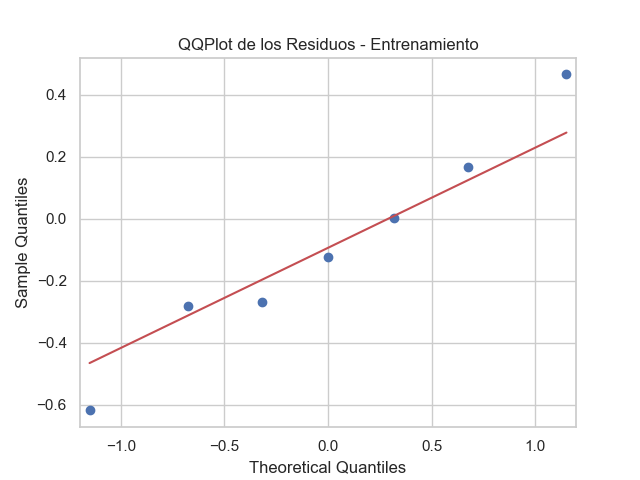 QQPlot de los Residuos - Entrenamiento
0.4
0.2
0.0
−0.2
−0.4
−0.6
Sample Quantiles
−1.0 −0.5 0.0 0.5 1.0
Theoretical Quantiles